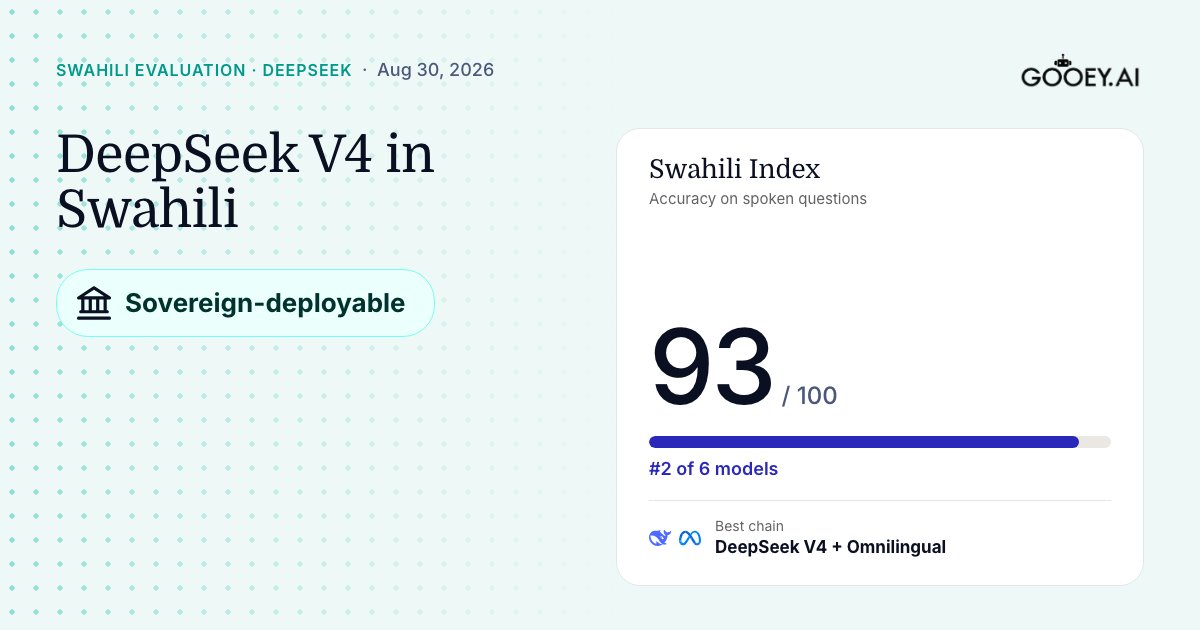 SWAHILI EVALUATION · DEEPSEEK · Aug 30, 2026
GOOEY.AI
DeepSeek V4 in
Swahili
Sovereign-deployable
Swahili Index
Accuracy on spoken questions
93 / 100
#2 of 6 models
Best chain
DeepSeek V4 + Omnilingual